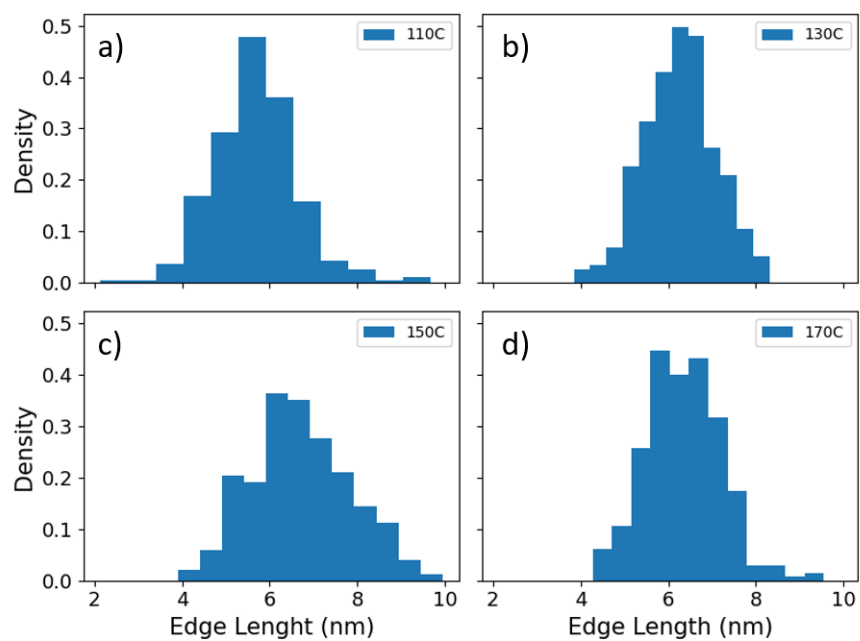 a)
110C
b)
130C
0.5
0.4
0.3
0.2
0.1
0.0
Density
c)
150C
d)
170C
0.5
0.4
0.3
0.2
0.1
0.0
Density
2 4 6 8 10
Edge Lenght (nm)
2 4 6 8 10
Edge Length (nm)